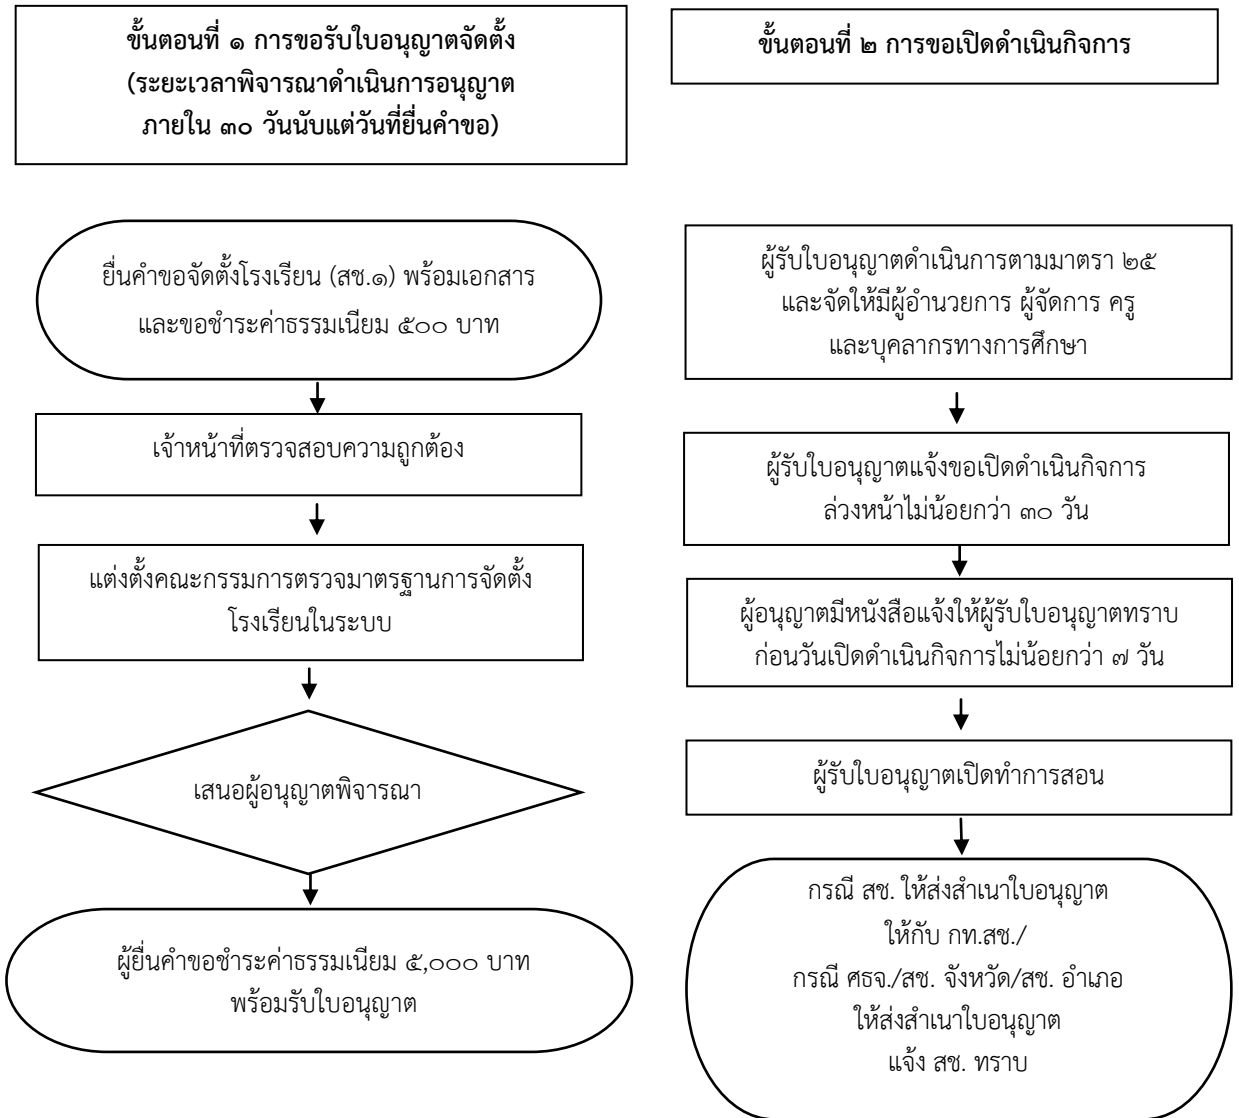 ขั้นตอนที่ ๑ การขอรับใบอนุญาตจัดตั้ง
(ระยะเวลาพิจารณาดำเนินการอนุญาต
ภายใน ๓๐ วันนับแต่วันที่ยื่นคำขอ)
ยื่นคำขอจัดตั้งโรงเรียน (สช.๑) พร้อมเอกสาร
และขอชำระค่าธรรมเนียม ๕๐๐ บาท
เจ้าหน้าที่ตรวจสอบความถูกต้อง
แต่งตั้งคณะกรรมการตรวจมาตรฐานการจัดตั้ง
โรงเรียนในระบบ
เสนอผู้อนุญาตพิจารณา
ผู้ยื่นคำขอชำระค่าธรรมเนียม ๕,๐๐๐ บาท
พร้อมรับใบอนุญาต
ขั้นตอนที่ ๒ การขอเปิดดำเนินกิจการ
ผู้รับใบอนุญาตดำเนินการตามมาตรา ๒๕
และจัดให้มีผู้อำนวยการ ผู้จัดการ ครู
และบุคลากรทางการศึกษา
ผู้รับใบอนุญาตแจ้งขอเปิดดำเนินกิจการ
ล่วงหน้าไม่น้อยกว่า ๓๐ วัน
ผู้อนุญาตมีหนังสือแจ้งให้ผู้รับใบอนุญาตทราบ
ก่อนวันเปิดดำเนินกิจการไม่น้อยกว่า ๗ วัน
ผู้รับใบอนุญาตเปิดทำการสอน
กรณี สช. ให้ส่งสำเนาใบอนุญาต
ให้กับ กท.สช./
กรณี ศธจ./สช. จังหวัด/สช. อำเภอ
ให้ส่งสำเนาใบอนุญาต
แจ้ง สช. ทราบ